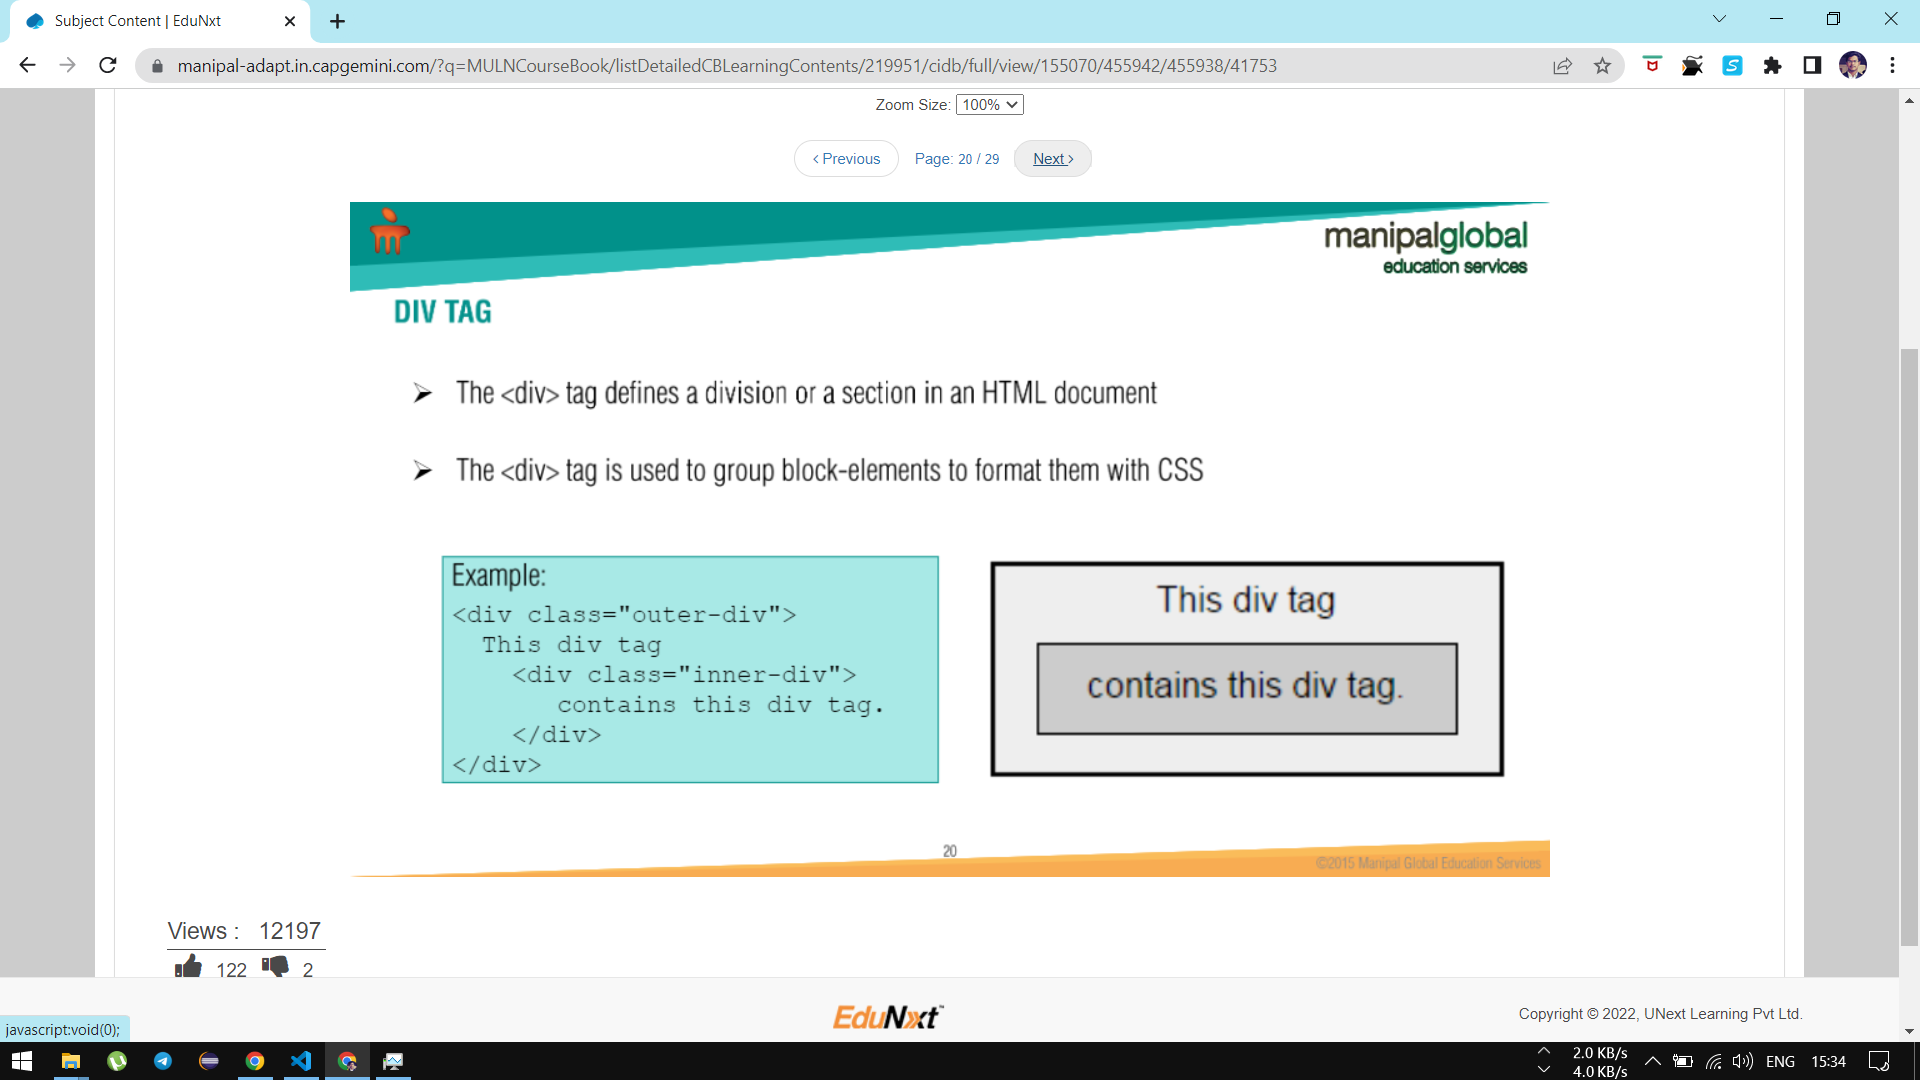 Subject Content | EduNxt
manipal-adapt.in.capgemini.com/?q=MULNCourseBook/listDetailedCBLearningContents/219951/cidb/full/view/155070/455942/455938/41753
Zoom Size: 100%
‹ Previous Page: 20 / 29 Next ›
manipalglobal
education services
DIV TAG
➢ The <div> tag defines a division or a section in an HTML document
➢ The <div> tag is used to group block-elements to format them with CSS
Example:
<div class="outer-div">
This div tag
<div class="inner-div">
contains this div tag.
</div>
</div>
This div tag
contains this div tag.
20
©2015 Manipal Global Education Services
Views : 12197
122 2
EduNxt™
Copyright © 2022, UNext Learning Pvt Ltd.
javascript:void(0);
2.0 KB/s
4.0 KB/s
ENG 15:34